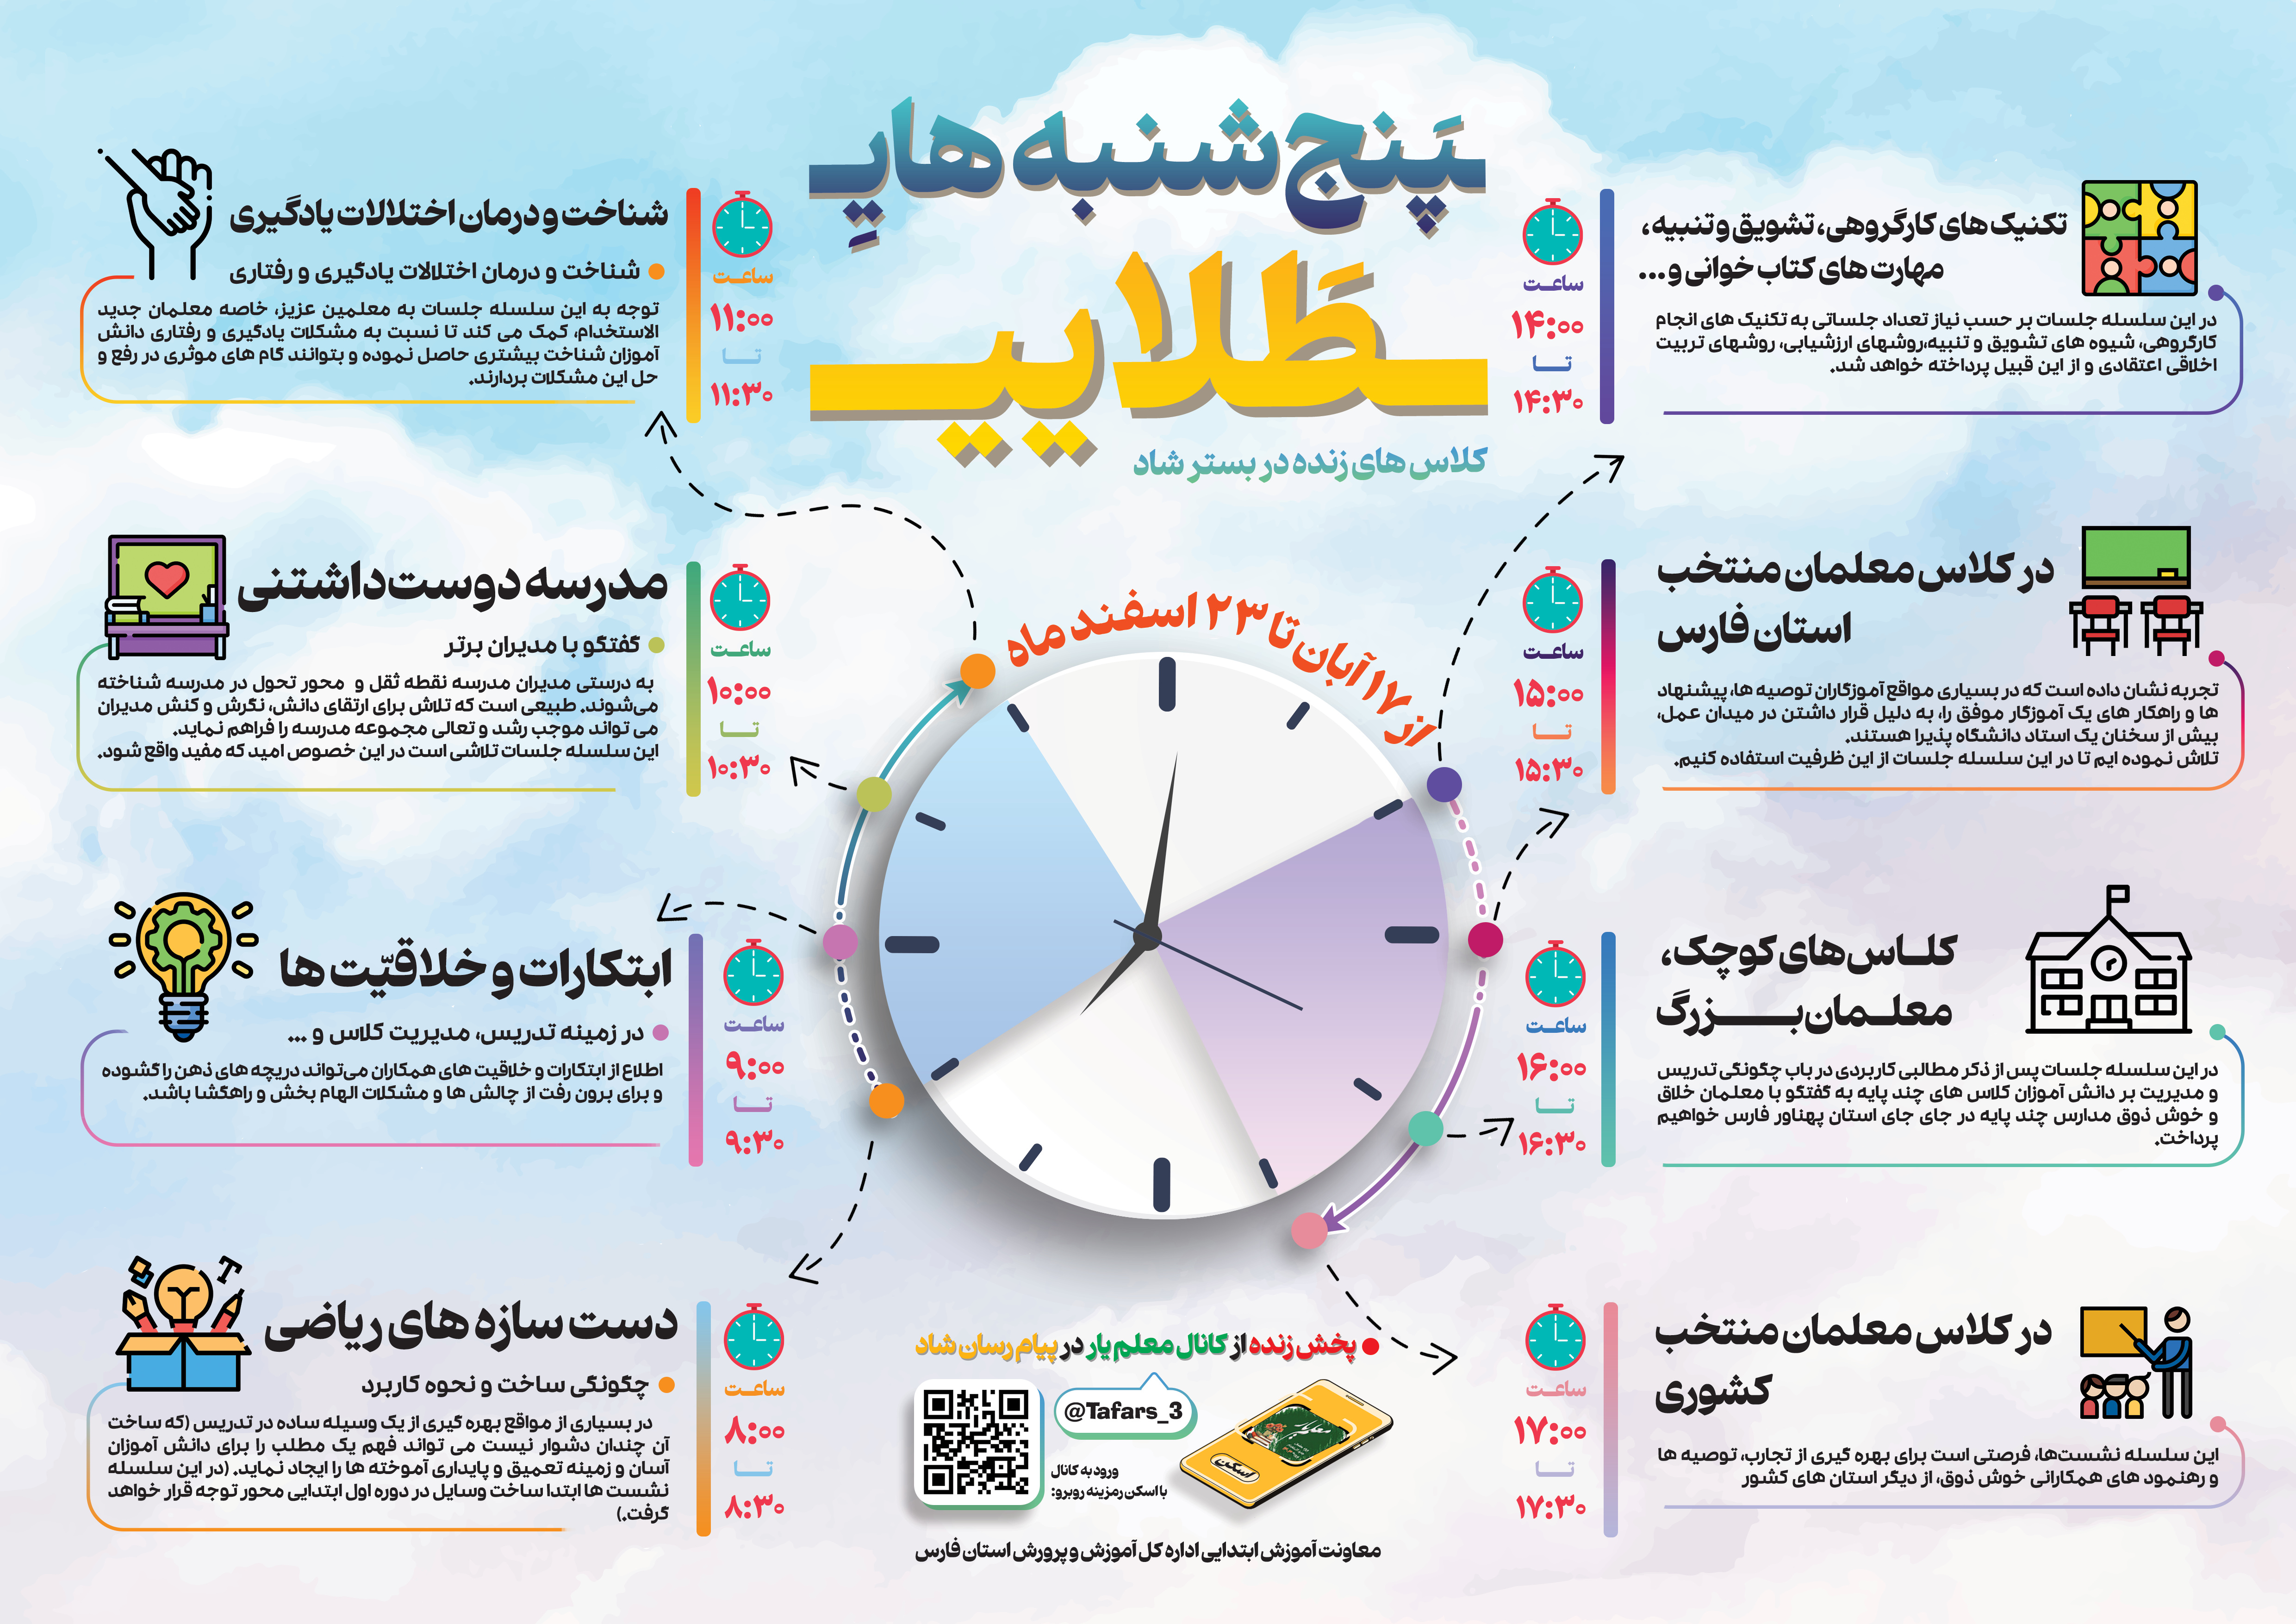 پنج‌شنبه‌هایِ
طَلایی
کلاس های زنده در بستر شاد
از ۱۷ آبان تا ۲۳ اسفند ماه
تکنیک های کارگروهی، تشویق و تنبیه،
مهارت های کتاب خوانی و...
در این سلسله جلسات بر حسب نیاز تعداد جلساتی به تکنیک های انجام
کارگروهی، شیوه های تشویق و تنبیه،روشهای ارزشیابی، روشهای تربیت
اخلاقی اعتقادی و از این قبیل پرداخته خواهد شد.
ساعت
۱۴:۰۰
تا
۱۴:۳۰
در کلاس معلمان منتخب
استان فارس
تجربه نشان داده است که در بسیاری مواقع آموزگاران توصیه ها، پیشنهاد
ها و راهکار های یک آموزگار موفق را، به دلیل قرار داشتن در میدان عمل،
بیش از سخنان یک استاد دانشگاه پذیرا هستند.
تلاش نموده ایم تا در این سلسله جلسات از این ظرفیت استفاده کنیم.
ساعت
۱۵:۰۰
تا
۱۵:۳۰
کلاس‌های کوچک،
معلمان بزرگ
در این سلسله جلسات پس از ذکر مطالبی کاربردی در باب چگونگی تدریس
و مدیریت بر دانش آموزان کلاس های چند پایه به گفتگو با معلمان خلاق
و خوش ذوق مدارس چند پایه در جای جای استان پهناور فارس خواهیم
پرداخت.
ساعت
۱۶:۰۰
تا
۱۶:۳۰
در کلاس معلمان منتخب
کشوری
این سلسله نشست‌ها، فرصتی است برای بهره گیری از تجارب، توصیه ها
و رهنمود های همکارانی خوش ذوق، از دیگر استان های کشور
ساعت
۱۷:۰۰
تا
۱۷:۳۰
شناخت و درمان اختلالات یادگیری
شناخت و درمان اختلالات یادگیری و رفتاری
توجه به این سلسله جلسات به معلمین عزیز، خاصه معلمان جدید
الاستخدام، کمک می کند تا نسبت به مشکلات یادگیری و رفتاری دانش
آموزان شناخت بیشتری حاصل نموده و بتوانند گام های موثری در رفع و
حل این مشکلات بردارند.
ساعت
۱۱:۰۰
تا
۱۱:۳۰
مدرسه دوست‌داشتنی
گفتگو با مدیران برتر
به درستی مدیران مدرسه نقطه ثقل و محور تحول در مدرسه شناخته
می‌شوند. طبیعی است که تلاش برای ارتقای دانش، نگرش و کنش مدیران
می تواند موجب رشد و تعالی مجموعه مدرسه را فراهم نماید.
این سلسله جلسات تلاشی است در این خصوص امید که مفید واقع شود.
ساعت
۱۰:۰۰
تا
۱۰:۳۰
ابتکارات و خلاقیّت ها
در زمینه تدریس، مدیریت کلاس و ...
اطلاع از ابتکارات و خلاقیت های همکاران می‌تواند دریچه های ذهن را گشوده
و برای برون رفت از چالش ها و مشکلات الهام بخش و راهگشا باشد.
ساعت
۹:۰۰
تا
۹:۳۰
دست سازه های ریاضی
چگونگی ساخت و نحوه کاربرد
در بسیاری از مواقع بهره گیری از یک وسیله ساده در تدریس (که ساخت
آن چندان دشوار نیست می تواند فهم یک مطلب را برای دانش آموزان
آسان و زمینه تعمیق و پایداری آموخته ها را ایجاد نماید. (در این سلسله
نشست ها ابتدا ساخت وسایل در دوره اول ابتدایی محور توجه قرار خواهد
گرفت.)
ساعت
۸:۰۰
تا
۸:۳۰
پخش زنده از کانال معلم یار در پیام رسان شاد
@Tafars_3
ورود به کانال
با اسکن رمزینه روبرو:
معلم یار
اسکن
معاونت آموزش ابتدایی اداره کل آموزش و پرورش استان فارس